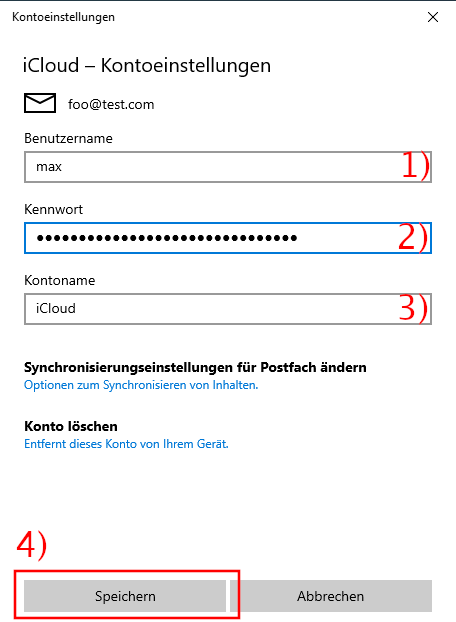 Kontoeinstellungen
iCloud – Kontoeinstellungen
foo@test.com
Benutzername
max 1)
Kennwort
••••••••••••••••••••••••••••••• 2)
Kontoname
iCloud 3)
Synchronisierungseinstellungen für Postfach ändern
Optionen zum Synchronisieren von Inhalten.
Konto löschen
Entfernt dieses Konto von Ihrem Gerät.
4)
Speichern Abbrechen